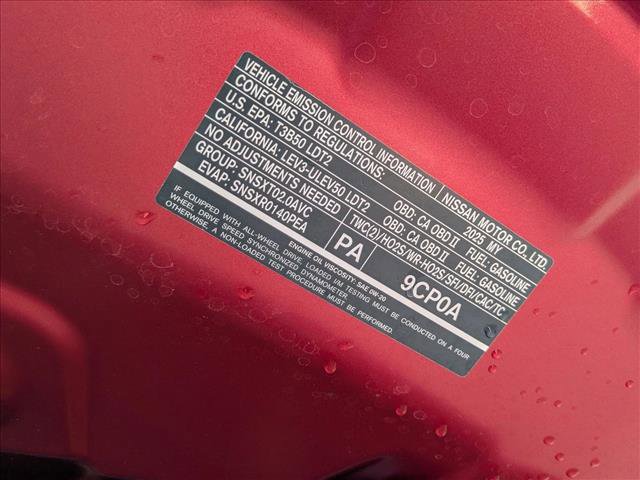 VEHICLE EMISSION CONTROL INFORMATION NISSAN MOTOR CO., LTD.
CONFORMS TO REGULATIONS: 2025 MY
U.S. EPA: T3B60 LDT2 OBD: CA OBD II FUEL: GASOLINE
CALIFORNIA: LEV3-ULEV50 LDT2 OBD: CA OBD II FUEL: GASOLINE
NO ADJUSTMENTS NEEDED TWC(2)/HO2S/WR-HO2S/SFI/DFI/CAC/TC
GROUP: SNSXT02.0AVC
EVAP: SNSXR0140PEA PA 9CP0A
ENGINE OIL VISCOSITY: SAE 0W-20
IF EQUIPPED WITH ALL-WHEEL DRIVE, LOADED I/M TESTING MUST BE CONDUCTED ON A FOUR
WHEEL DRIVE SPEED SYNCHRONIZED DYNAMOMETER.
OTHERWISE, A NON-LOADED TEST PROCEDURE MUST BE PERFORMED.